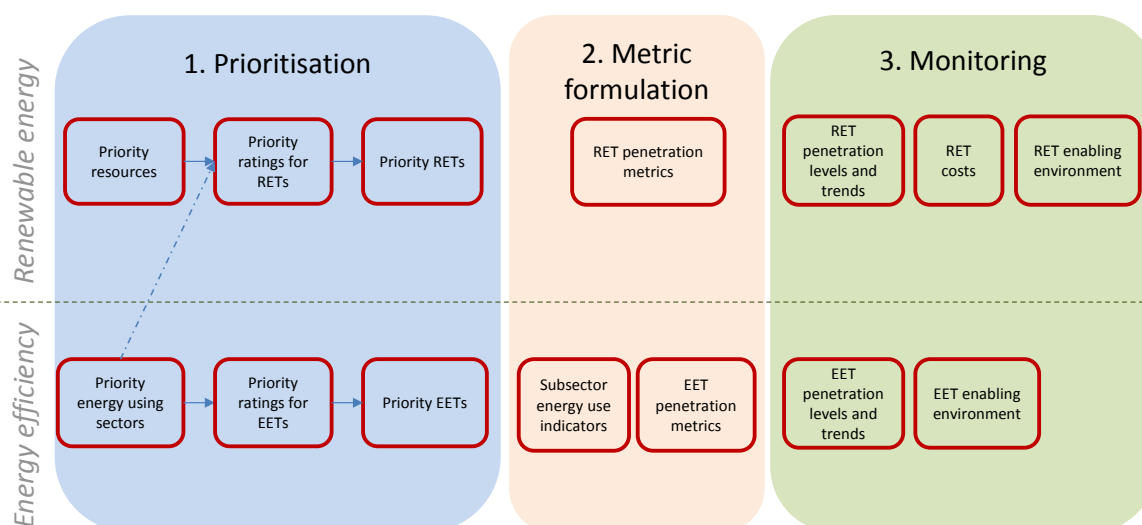 1. Prioritisation
2. Metric
formulation
3. Monitoring
Renewable energy
Priority
resources
Priority
ratings for
RETs
Priority RETs
RET penetration
metrics
RET
penetration
levels and
trends
RET
costs
RET enabling
environment
Energy efficiency
Priority
energy using
sectors
Priority
ratings for
EETs
Priority EETs
Subsector
energy use
indicators
EET
penetration
metrics
EET
penetration
levels and
trends
EET enabling
environment